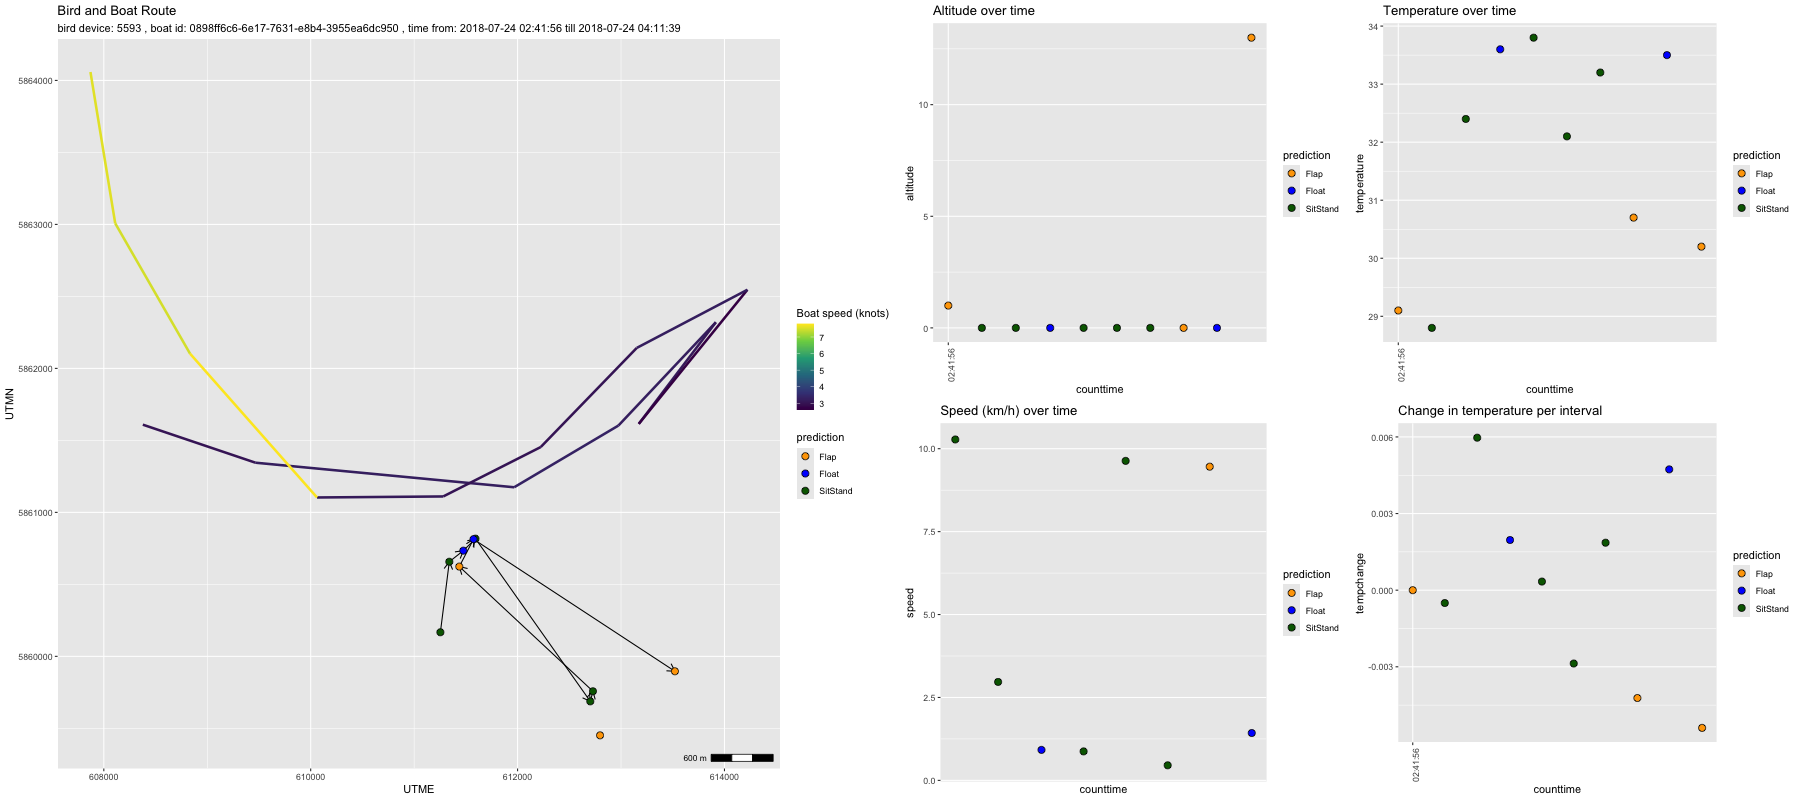 Bird and Boat Route
bird device: 5593 , boat id: 0898ff6c6-6e17-7631-e8b4-3955ea6dc950 , time from: 2018-07-24 02:41:56 till 2018-07-24 04:11:39
UTMN
5864000
5863000
5862000
5861000
5860000
608000
610000
612000
614000
UTME
600 m
Boat speed (knots)
7
6
5
4
3
prediction
Flap
Float
SitStand
Altitude over time
altitude
10
5
0
02:41:56
counttime
prediction
Flap
Float
SitStand
Temperature over time
temperature
34
33
32
31
30
29
02:41:56
counttime
prediction
Flap
Float
SitStand
Speed (km/h) over time
speed
10.0
7.5
5.0
2.5
0.0
counttime
prediction
Flap
Float
SitStand
Change in temperature per interval
tempchange
0.006
0.003
0.000
-0.003
02:41:56
counttime
prediction
Flap
Float
SitStand